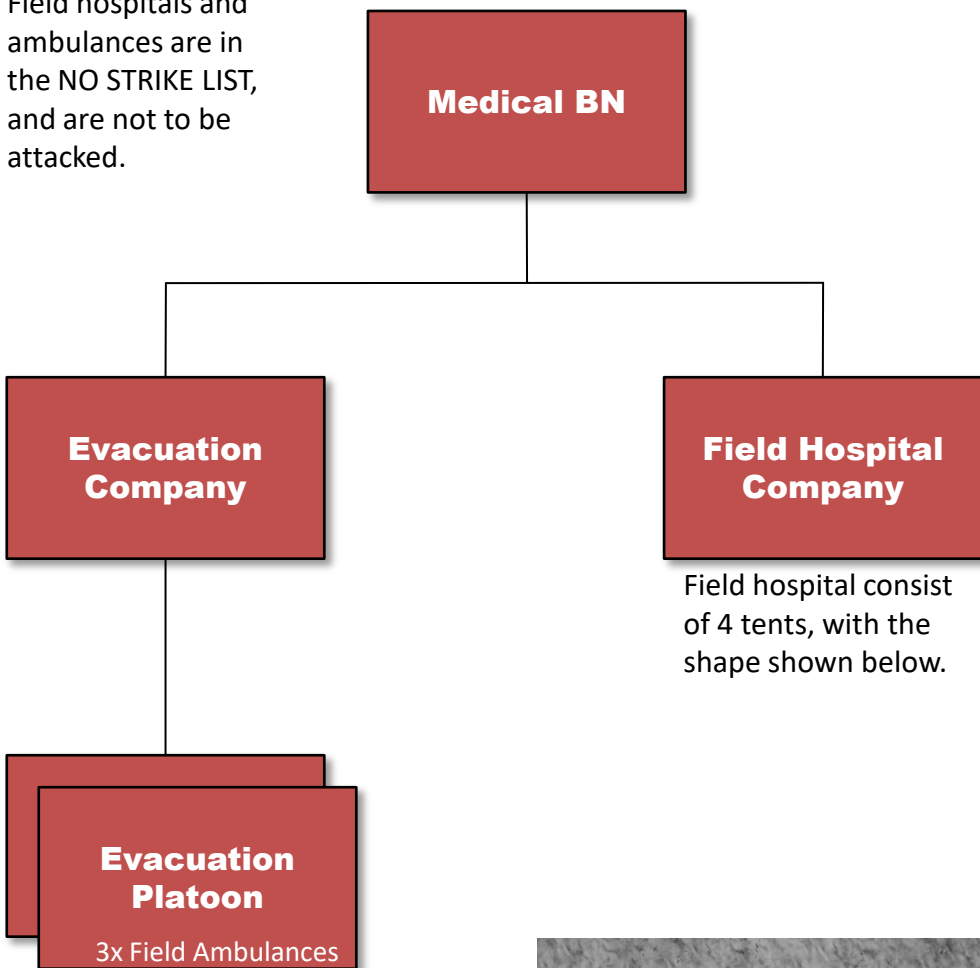 Field hospitals and
ambulances are in
the NO STRIKE LIST,
and are not to be
attacked.
Medical BN
Evacuation
Company
Field Hospital
Company
Field hospital consist
of 4 tents, with the
shape shown below.
Evacuation
Platoon
3x Field Ambulances